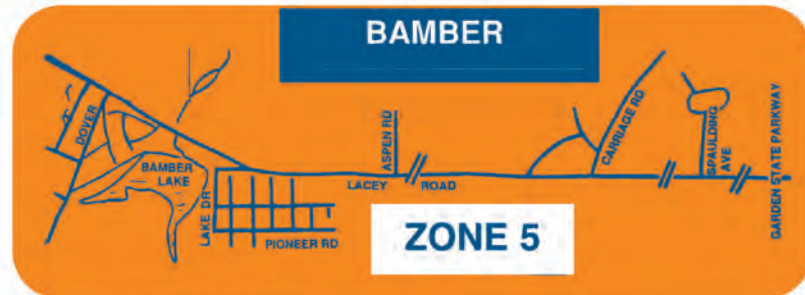 BAMBER
DOVER
BAMBER
LAKE
LAKE DR
ASPEN RD
LACEY ROAD
CARRIAGE RD
SPAULDING
AVE
GARDEN STATE PARKWAY
PIONEER RD
ZONE 5